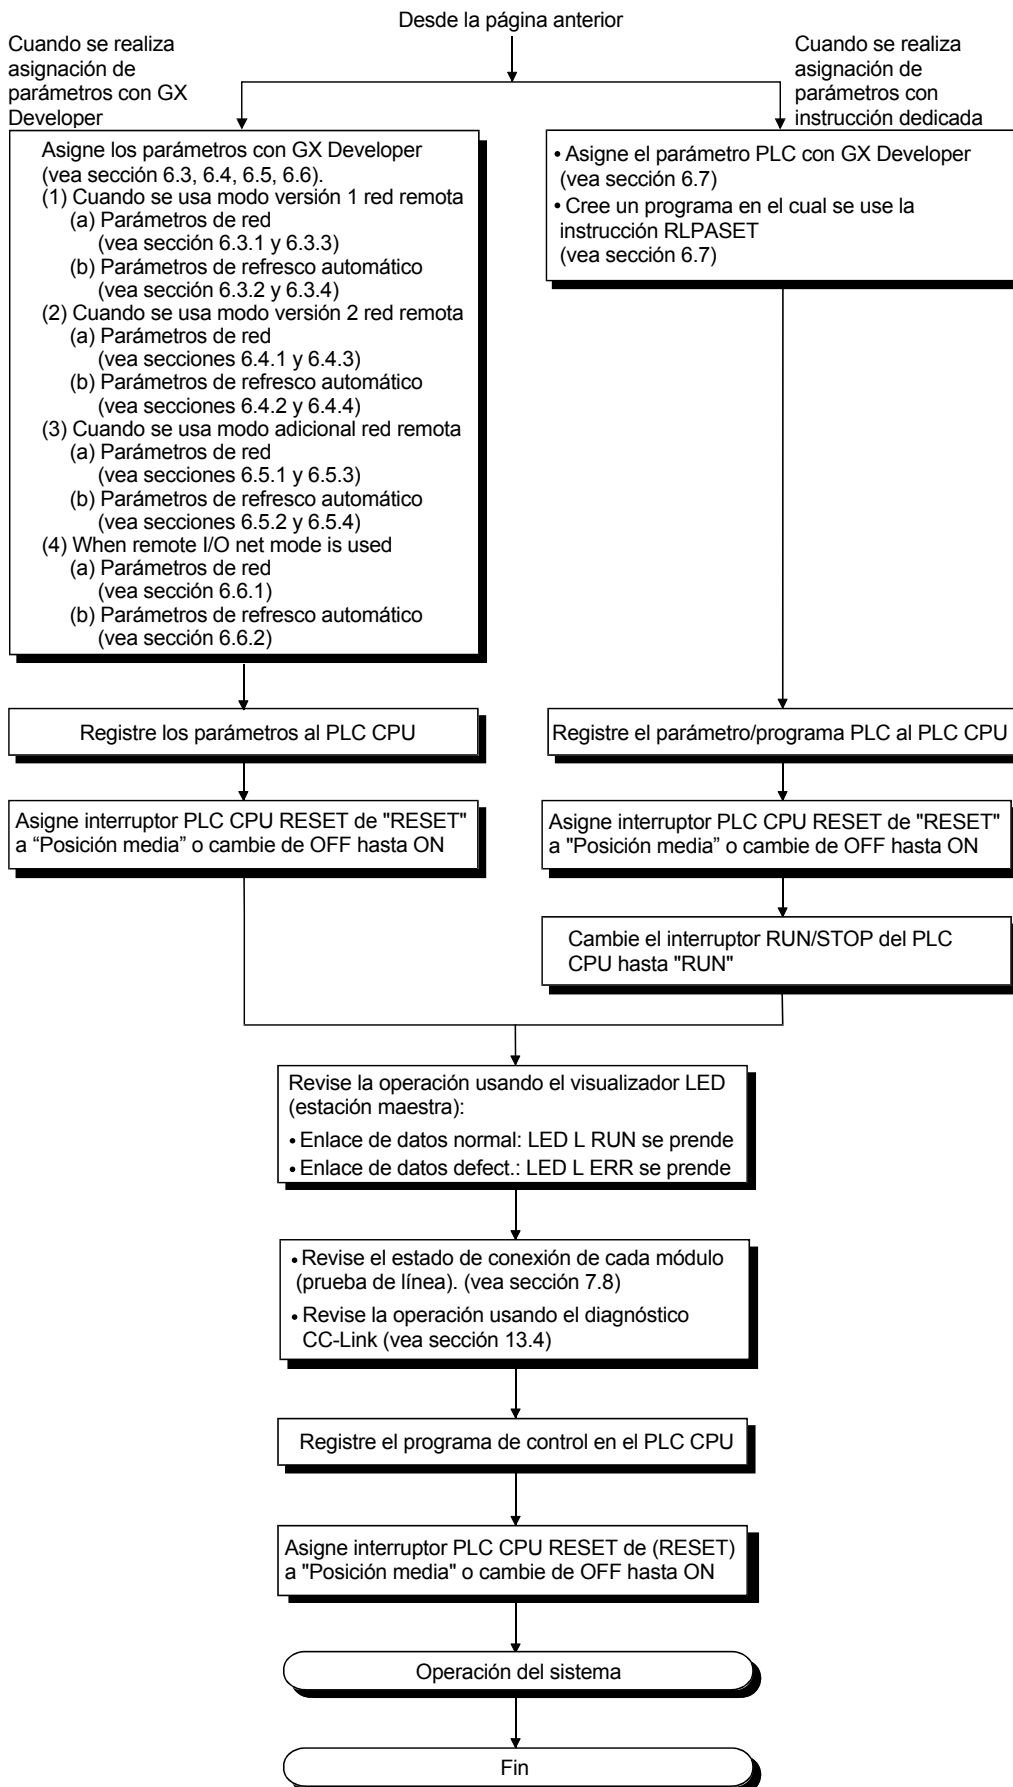 Desde la página anterior
Cuando se realiza
asignación de
parámetros con GX
Developer
Cuando se realiza
asignación de
parámetros con
instrucción dedicada
Asigne los parámetros con GX Developer
(vea sección 6.3, 6.4, 6.5, 6.6).
(1) Cuando se usa modo versión 1 red remota
(a) Parámetros de red
(vea sección 6.3.1 y 6.3.3)
(b) Parámetros de refresco automático
(vea sección 6.3.2 y 6.3.4)
(2) Cuando se usa modo versión 2 red remota
(a) Parámetros de red
(vea secciones 6.4.1 y 6.4.3)
(b) Parámetros de refresco automático
(vea secciones 6.4.2 y 6.4.4)
(3) Cuando se usa modo adicional red remota
(a) Parámetros de red
(vea secciones 6.5.1 y 6.5.3)
(b) Parámetros de refresco automático
(vea secciones 6.5.2 y 6.5.4)
(4) When remote I/O net mode is used
(a) Parámetros de red
(vea sección 6.6.1)
(b) Parámetros de refresco automático
(vea sección 6.6.2)
• Asigne el parámetro PLC con GX Developer
(vea sección 6.7)
• Cree un programa en el cual se use la
instrucción RLPASET
(vea sección 6.7)
Registre los parámetros al PLC CPU
Registre el parámetro/programa PLC al PLC CPU
Asigne interruptor PLC CPU RESET de "RESET"
a “Posición media” o cambie de OFF hasta ON
Asigne interruptor PLC CPU RESET de "RESET"
a "Posición media” o cambie de OFF hasta ON
Cambie el interruptor RUN/STOP del PLC
CPU hasta "RUN"
Revise la operación usando el visualizador LED
(estación maestra):
• Enlace de datos normal: LED L RUN se prende
• Enlace de datos defect.: LED L ERR se prende
• Revise el estado de conexión de cada módulo
(prueba de línea). (vea sección 7.8)
• Revise la operación usando el diagnóstico
CC-Link (vea sección 13.4)
Registre el programa de control en el PLC CPU
Asigne interruptor PLC CPU RESET de (RESET)
a "Posición media" o cambie de OFF hasta ON
Operación del sistema
Fin